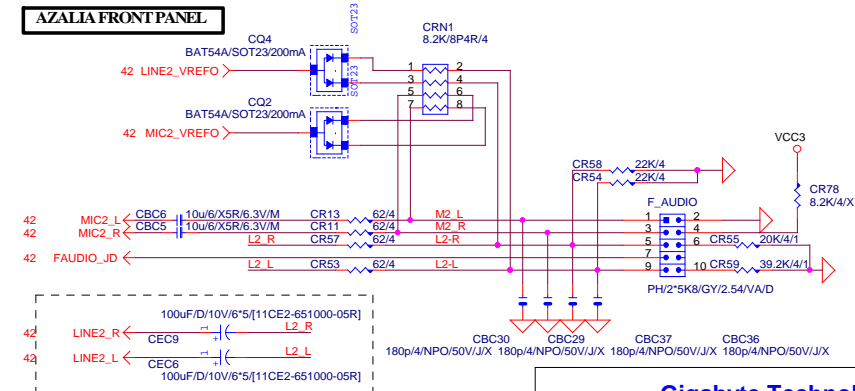 AZALIA FRONT PANEL
CQ4
BAT54A/SOT23/200mA
SOT23
42 LINE2_VREFO
SOT23
CQ2
BAT54A/SOT23/200mA
42 MIC2_VREFO
CRN1
8.2K/8P4R/4
1 2
3 4
5 6
7 8
VCC3
CR58 22K/4
CR54 22K/4
CR78
8.2K/4/X
F_AUDIO
42 MIC2_L CBC6 10u/6/X5R/6.3V/M CR13 62/4 M2_L 1 2
42 MIC2_R CBC5 10u/6/X5R/6.3V/M CR11 62/4 M2_R 3 4
L2_R CR57 62/4 L2-R 5 6 CR55 20K/4/1
42 FAUDIO_JD 7
L2_L CR53 62/4 L2-L 9 10 CR59 39.2K/4/1
PH/2*5K8/GY/2.54/VA/D
100uF/D/10V/6*5/[11CE2-651000-05R]
42 LINE2_R 1 + L2_R
CEC9
42 LINE2_L 1 + L2_L
CEC6
100uF/D/10V/6*5/[11CE2-651000-05R]
CBC30 CBC29 CBC37 CBC36
180p/4/NPO/50V/J/X 180p/4/NPO/50V/J/X 180p/4/NPO/50V/J/X 180p/4/NPO/50V/J/X